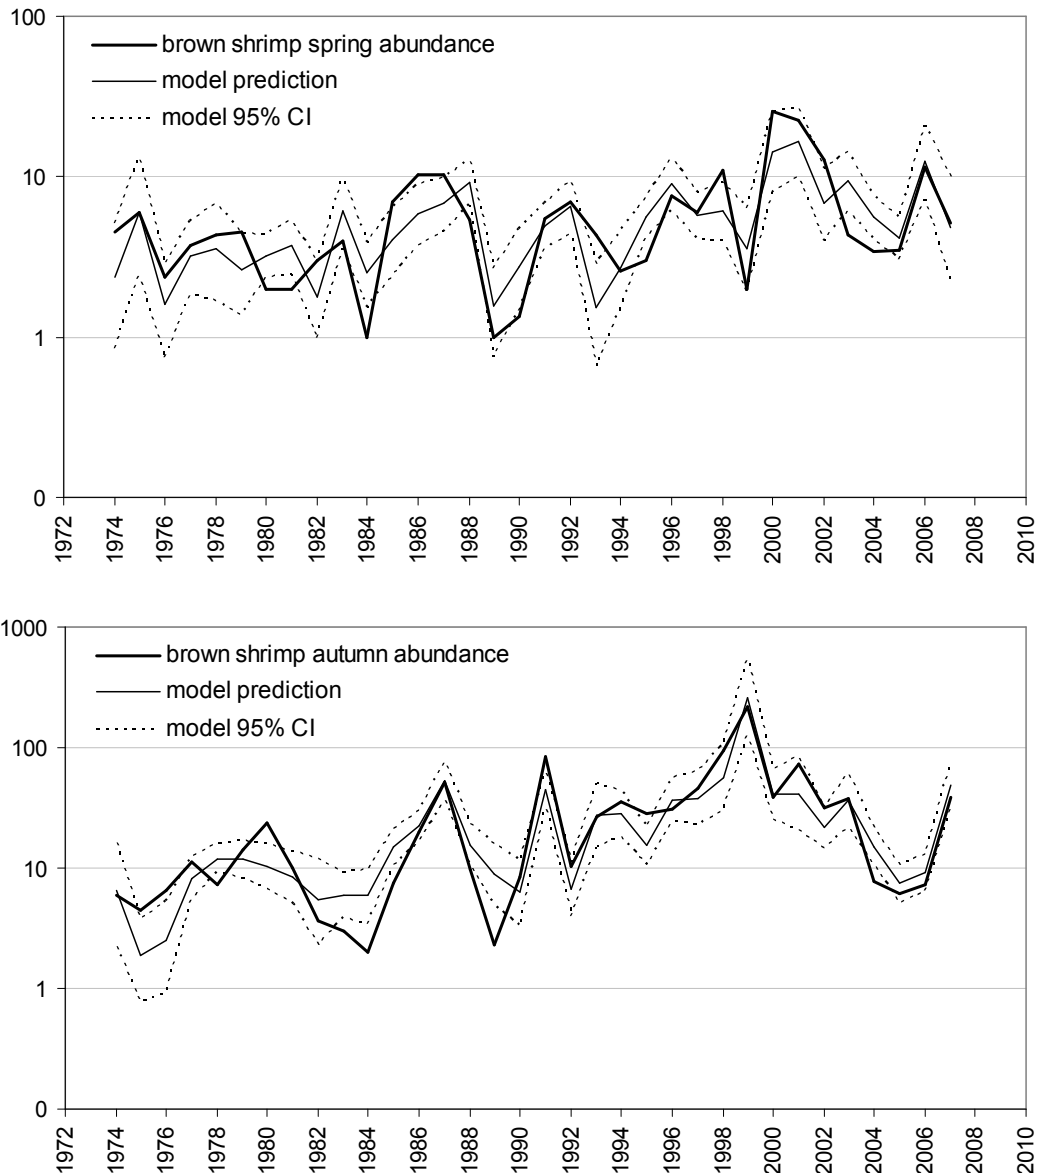 100
brown shrimp spring abundance
model prediction
model 95% CI
10
1
0
1972 1974 1976 1978 1980 1982 1984 1986 1988 1990 1992 1994 1996 1998 2000 2002 2004 2006 2008 2010
1000
brown shrimp autumn abundance
model prediction
model 95% CI
100
10
1
0
1972 1974 1976 1978 1980 1982 1984 1986 1988 1990 1992 1994 1996 1998 2000 2002 2004 2006 2008 2010